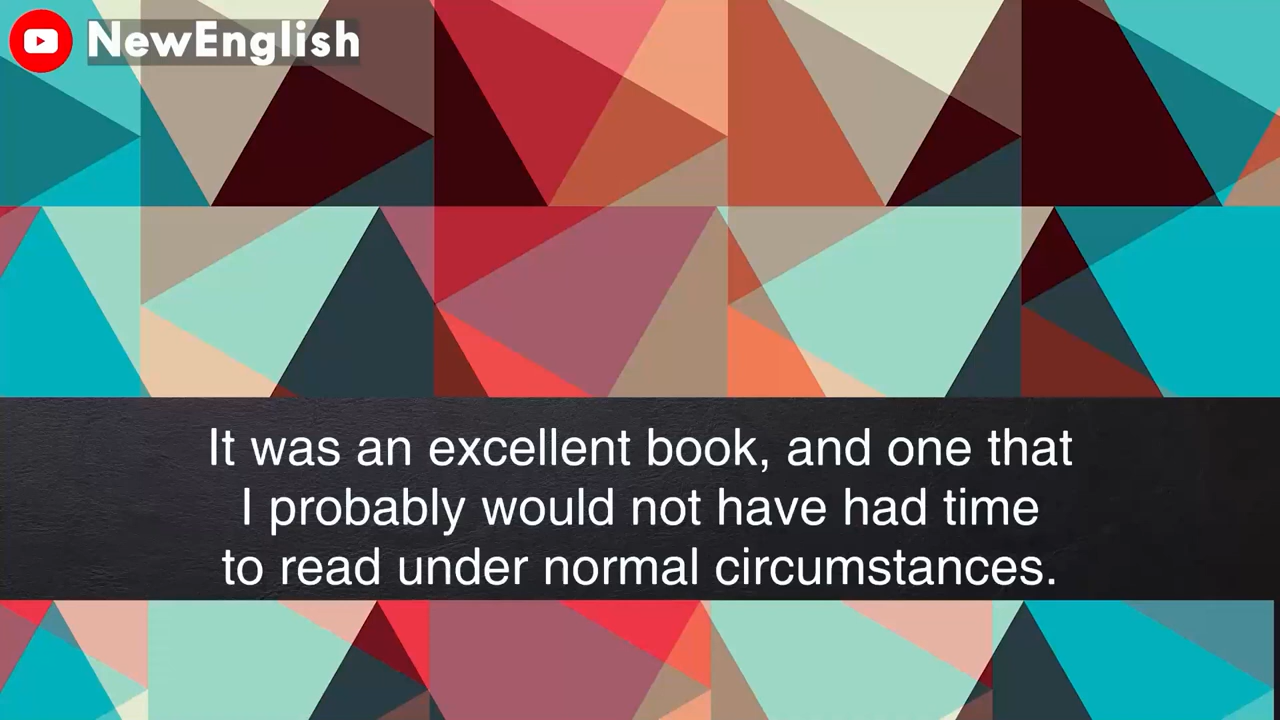 NewEnglish
It was an excellent book, and one that
I probably would not have had time
to read under normal circumstances.